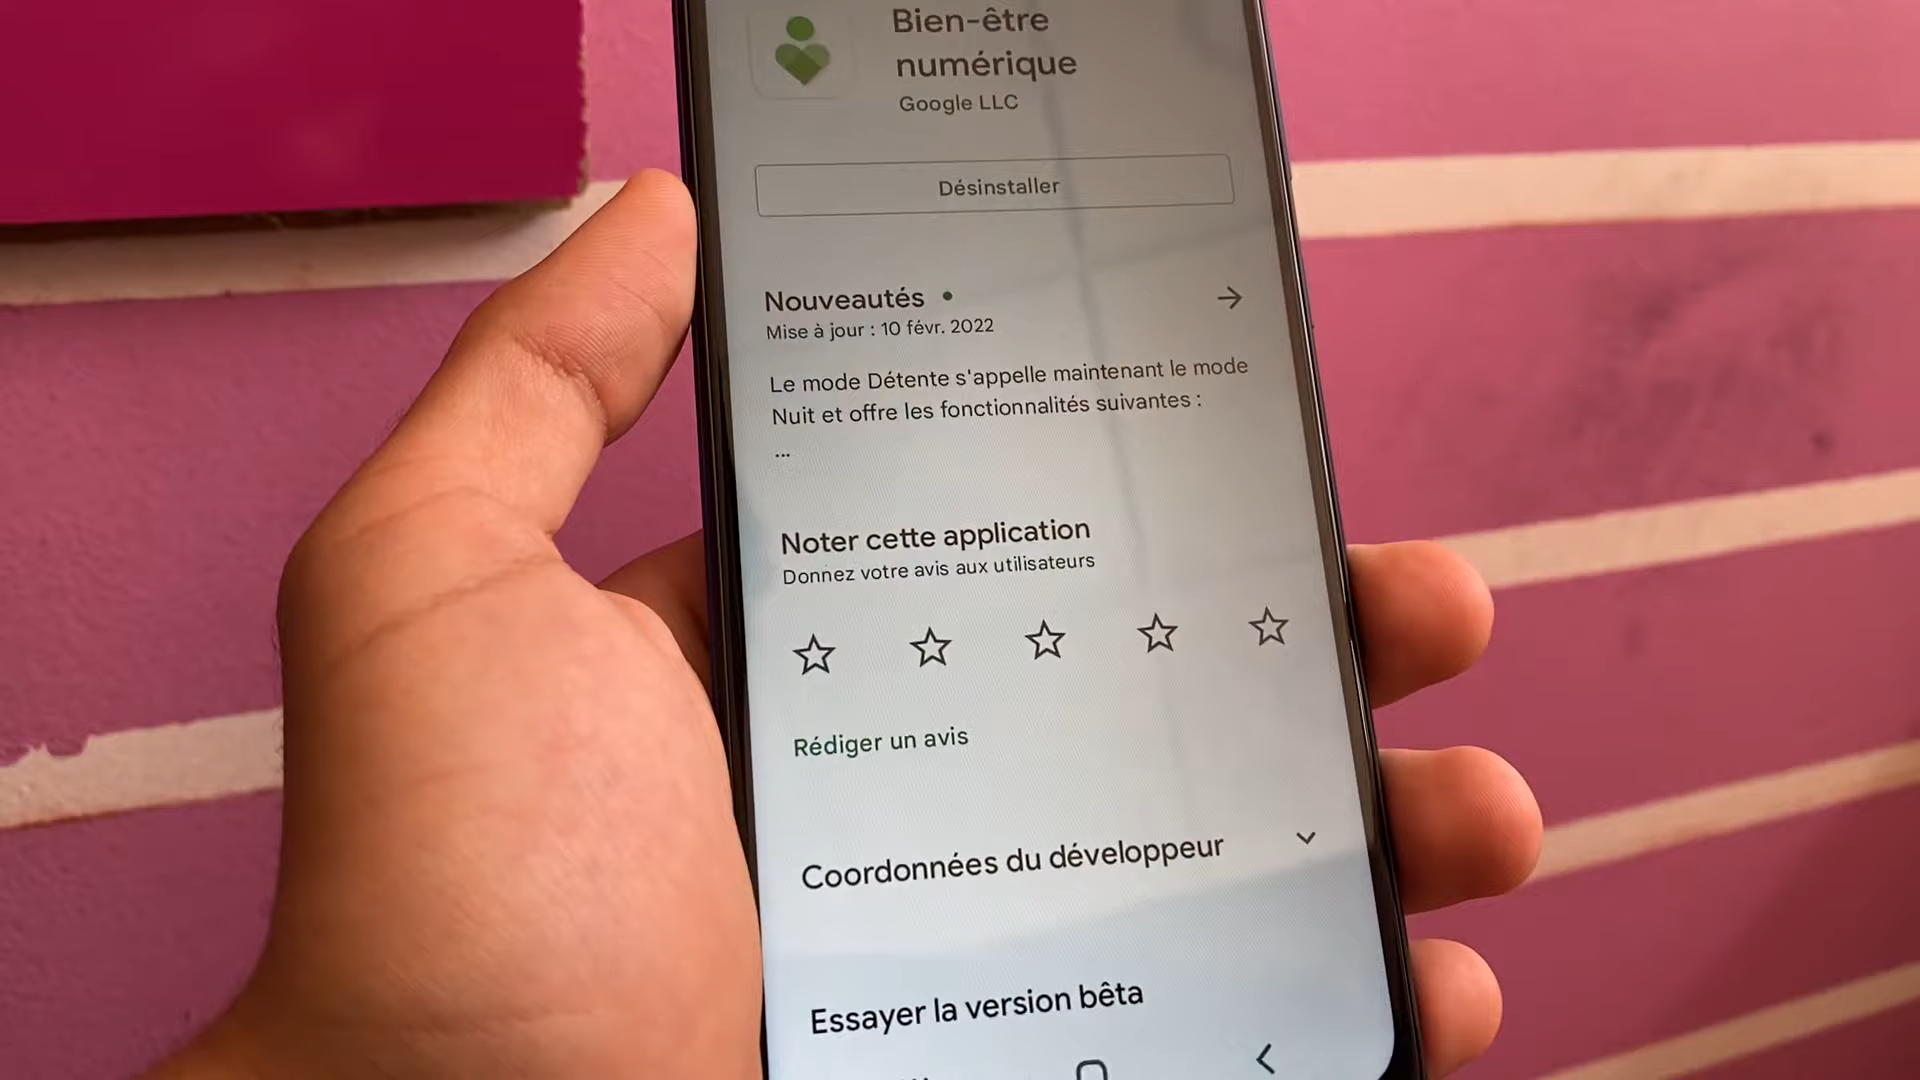 Bien-être
numérique
Google LLC
Désinstaller
Nouveautés •
Mise à jour : 10 févr. 2022
Le mode Détente s'appelle maintenant le mode
Nuit et offre les fonctionnalités suivantes :
...
Noter cette application
Donnez votre avis aux utilisateurs
Rédiger un avis
Coordonnées du développeur
Essayer la version bêta